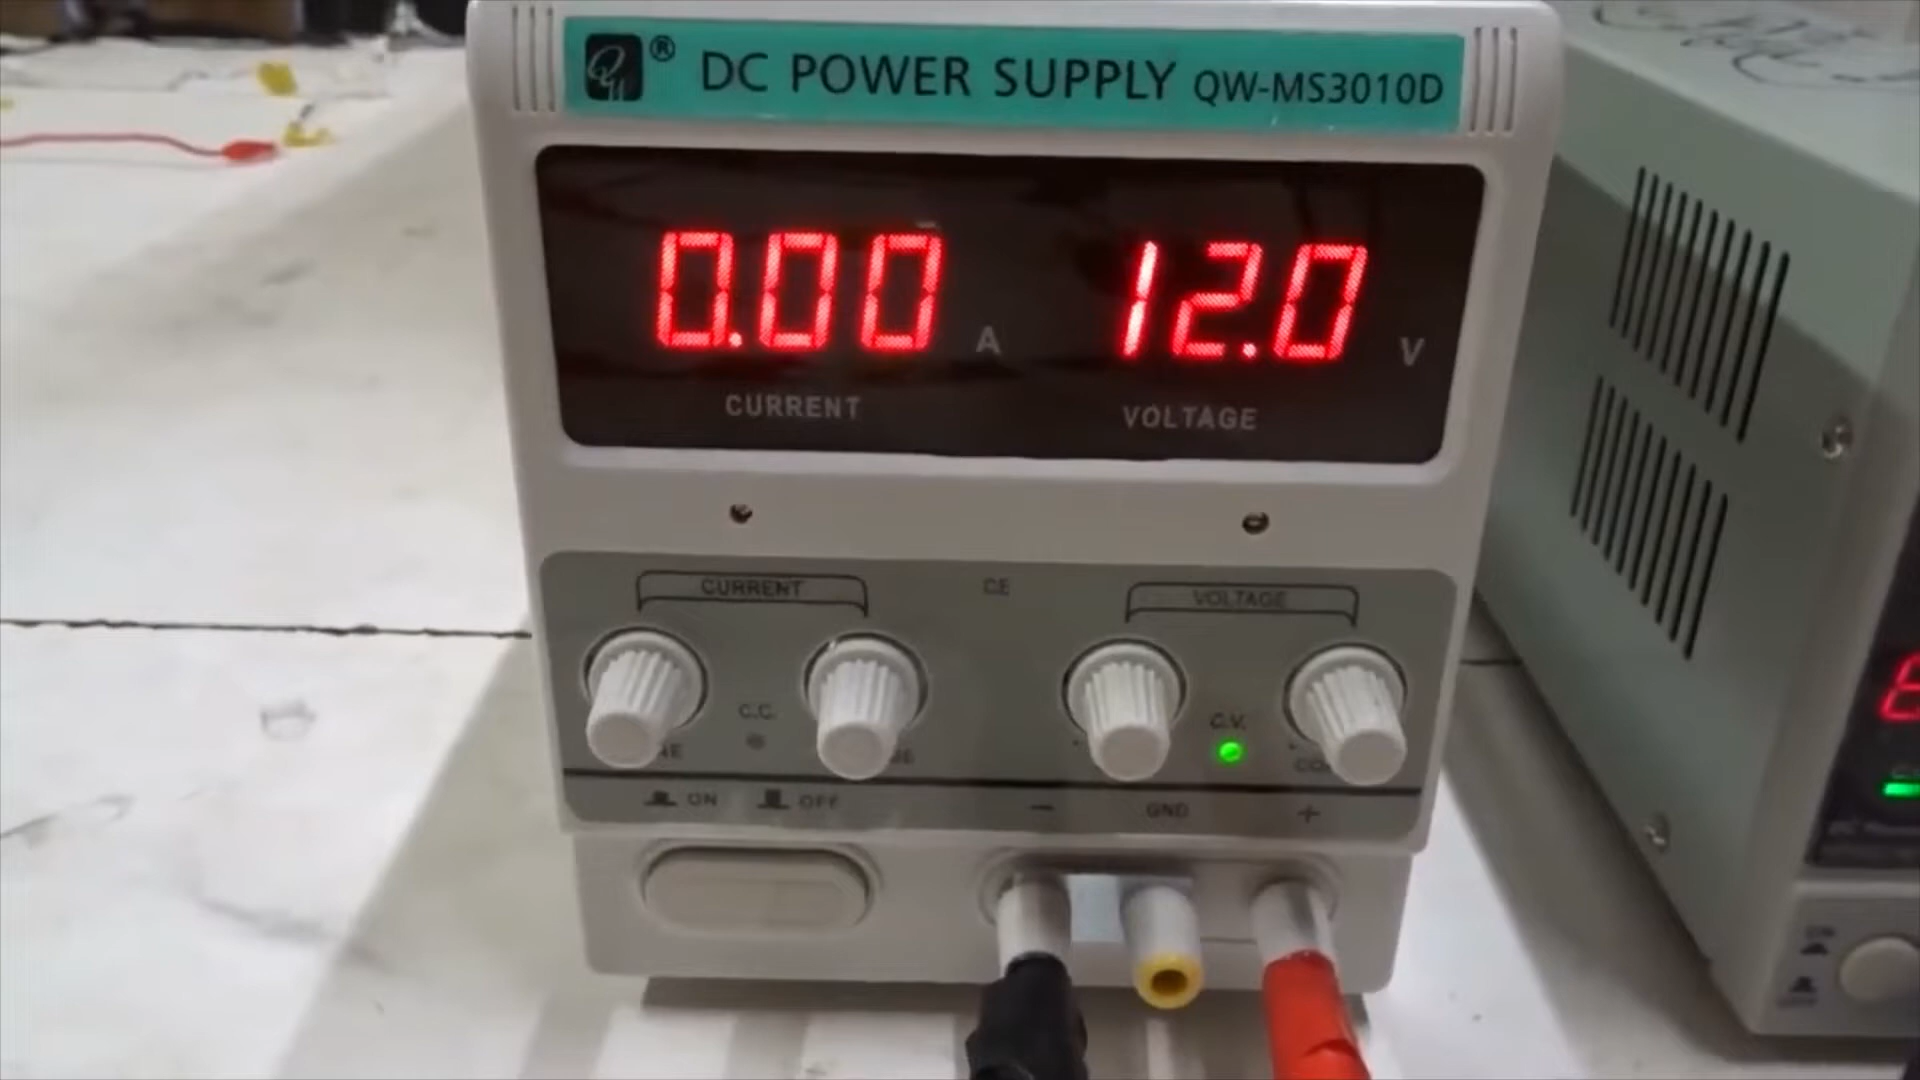 ® DC POWER SUPPLY QW-MS3010D
0.00 A 12.0 V
CURRENT VOLTAGE
CURRENT CE VOLTAGE
C.C. C.V.
ON OFF - GND +